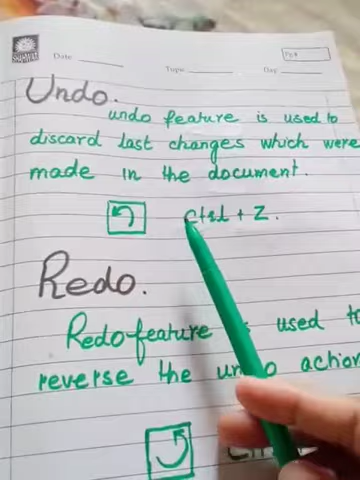 Date
Topic
Day
Undo.
undo feature is used to
discard last changes which were
made in the document.
Ctrl + Z.
Redo.
Redo feature used to
reverse the undo action